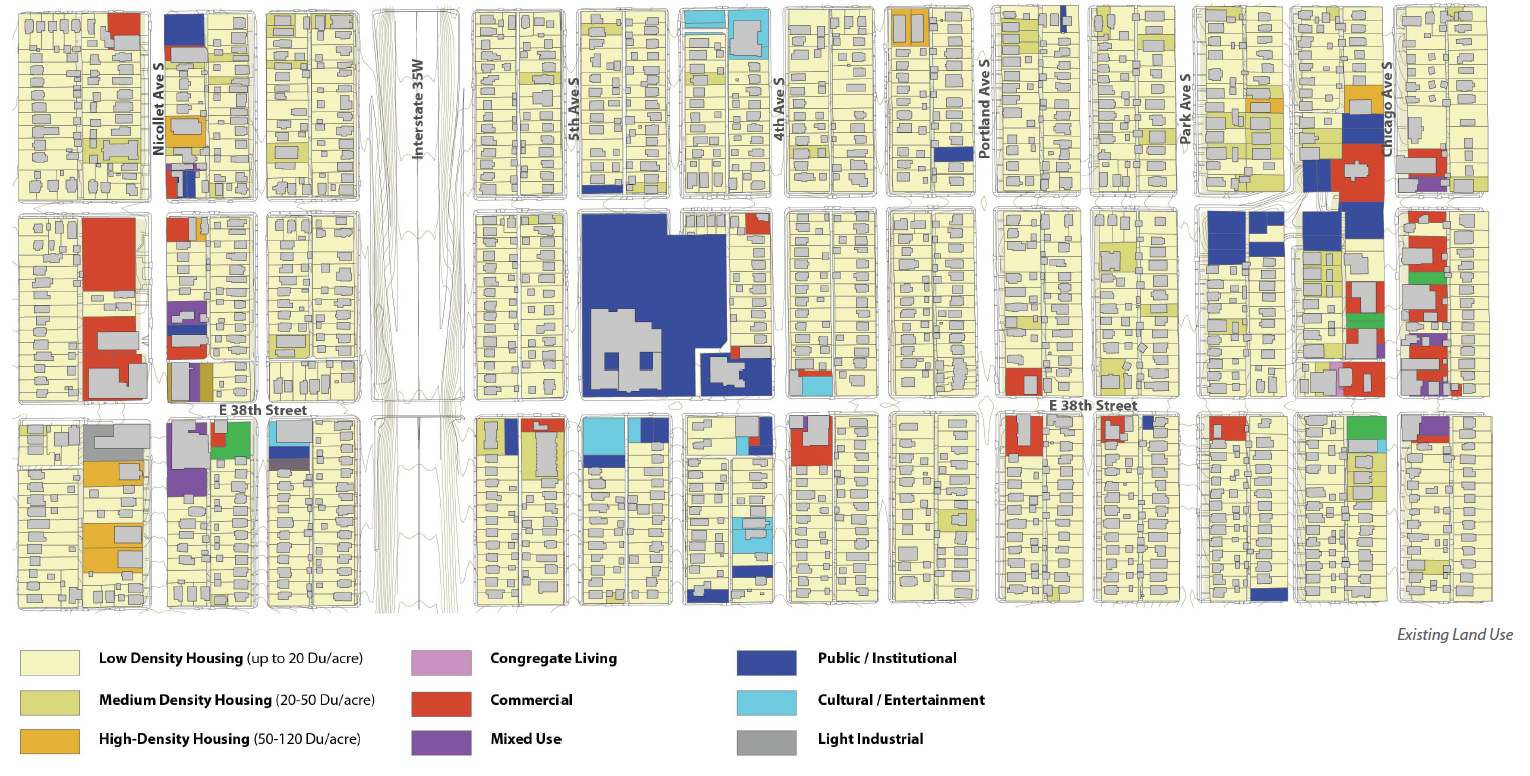 Nicollet Ave S
Interstate 35W
5th Ave S
4th Ave S
Portland Ave S
Park Ave S
Chicago Ave S
E 38th Street
E 38th Street
Existing Land Use
Low Density Housing (up to 20 Du/acre)
Congregate Living
Public / Institutional
Medium Density Housing (20-50 Du/acre)
Commercial
Cultural / Entertainment
High-Density Housing (50-120 Du/acre)
Mixed Use
Light Industrial